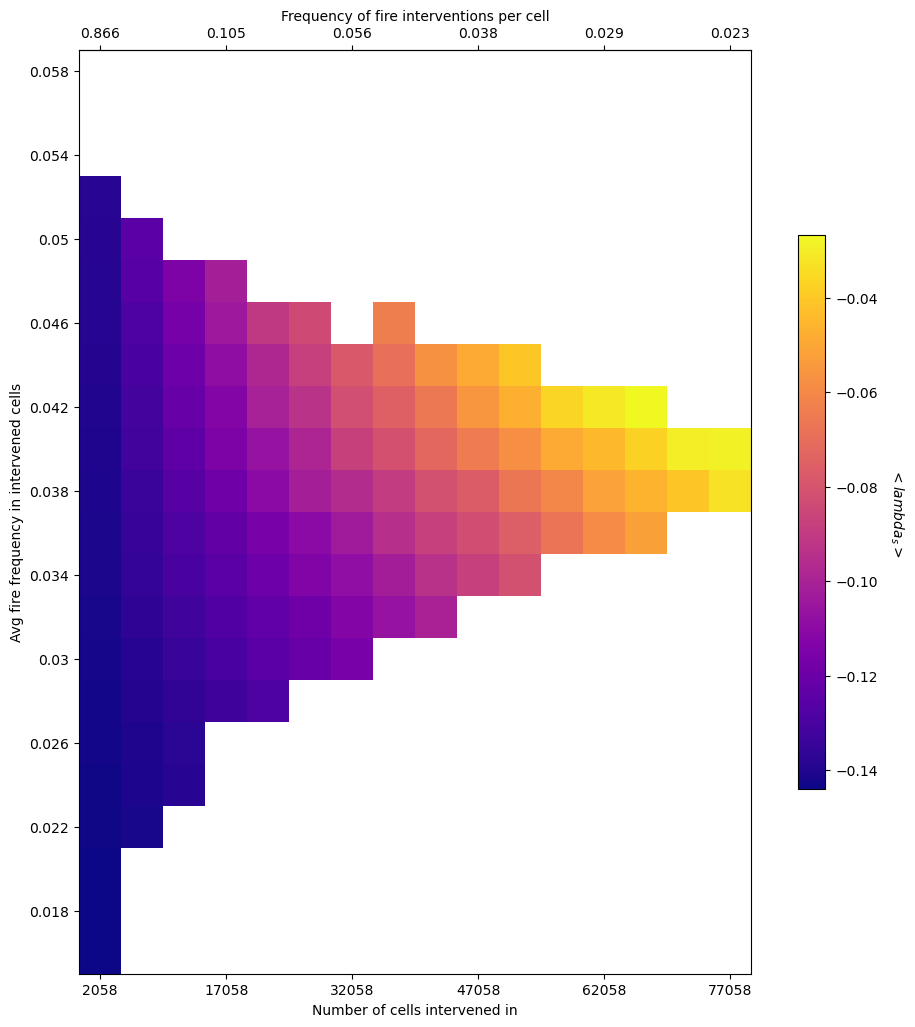 Frequency of fire interventions per cell
0.866 0.105 0.056 0.038 0.029 0.023
Avg fire frequency in intervened cells
0.058
0.054
0.05
0.046
0.042
0.038
0.034
0.03
0.026
0.022
0.018
2058 17058 32058 47058 62058 77058
Number of cells intervened in
−0.04
−0.06
−0.08
−0.10
−0.12
−0.14
< lambda_s >